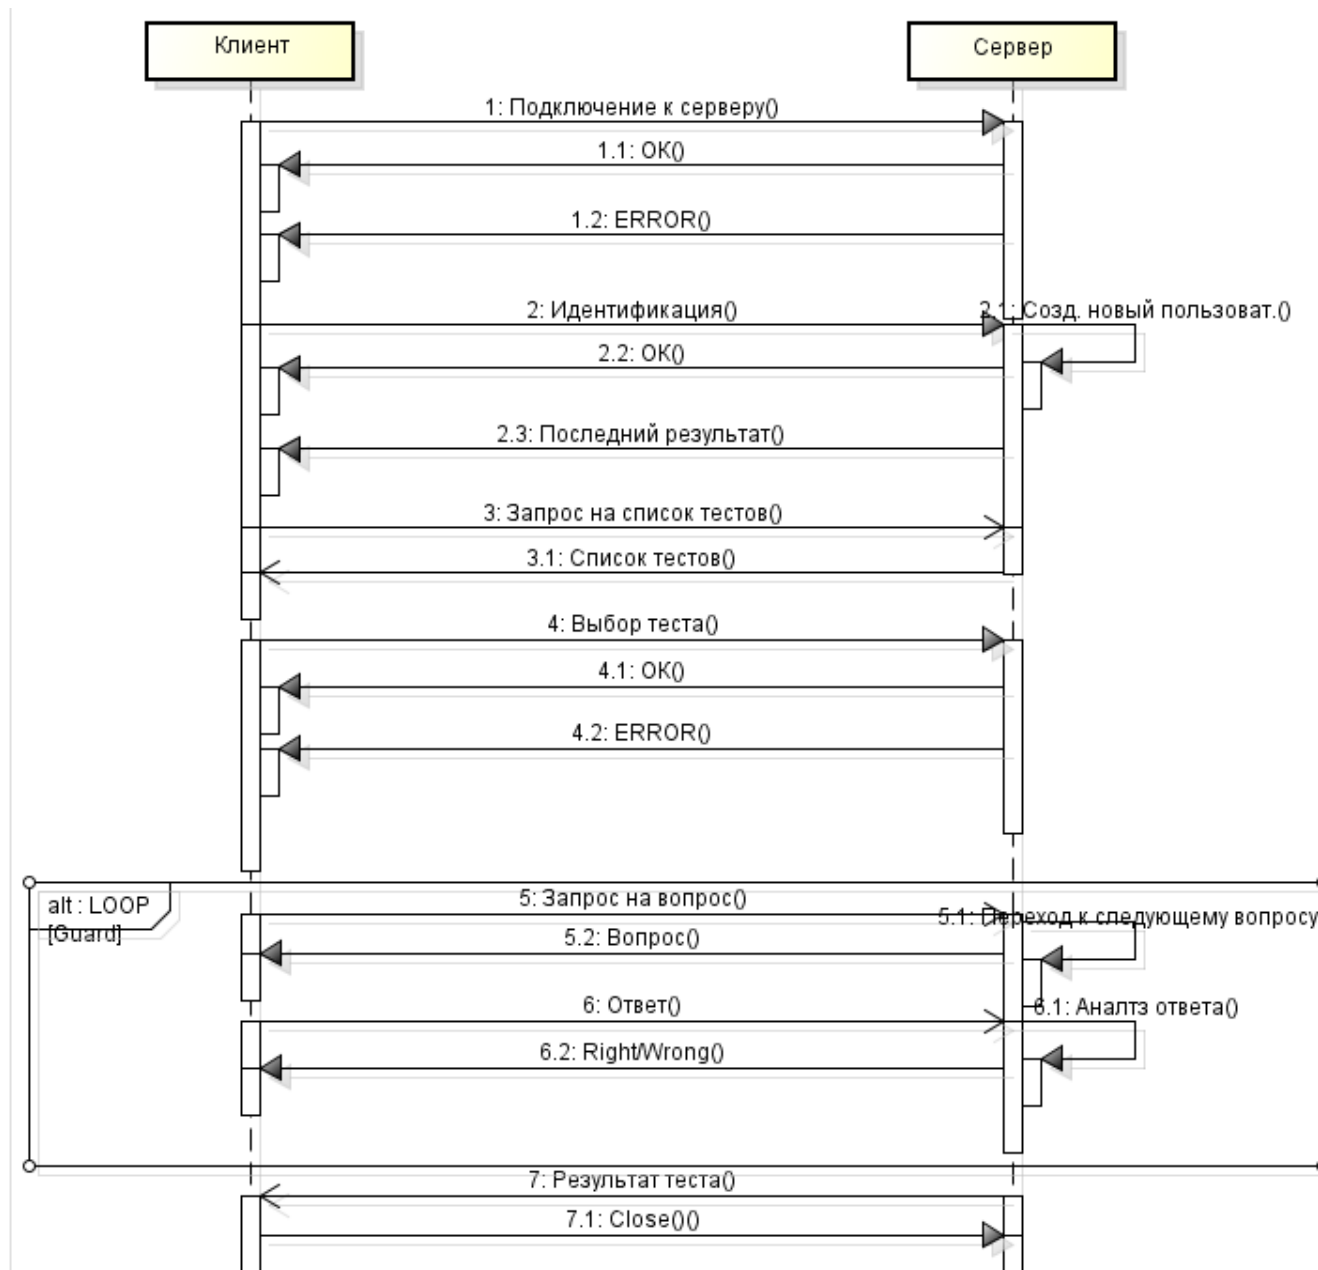 Клиент
Сервер
1: Подключение к серверу()
1.1: OK()
1.2: ERROR()
2: Идентификация()
2.1: Созд. новый пользоват.()
2.2: OK()
2.3: Последний результат()
3: Запрос на список тестов()
3.1: Список тестов()
4: Выбор теста()
4.1: OK()
4.2: ERROR()
alt : LOOP
[Guard]
5: Запрос на вопрос()
5.1: Переход к следующему вопросу
5.2: Вопрос()
6: Ответ()
6.1: Аналтз ответа()
6.2: Right/Wrong()
7: Результат теста()
7.1: Close()()